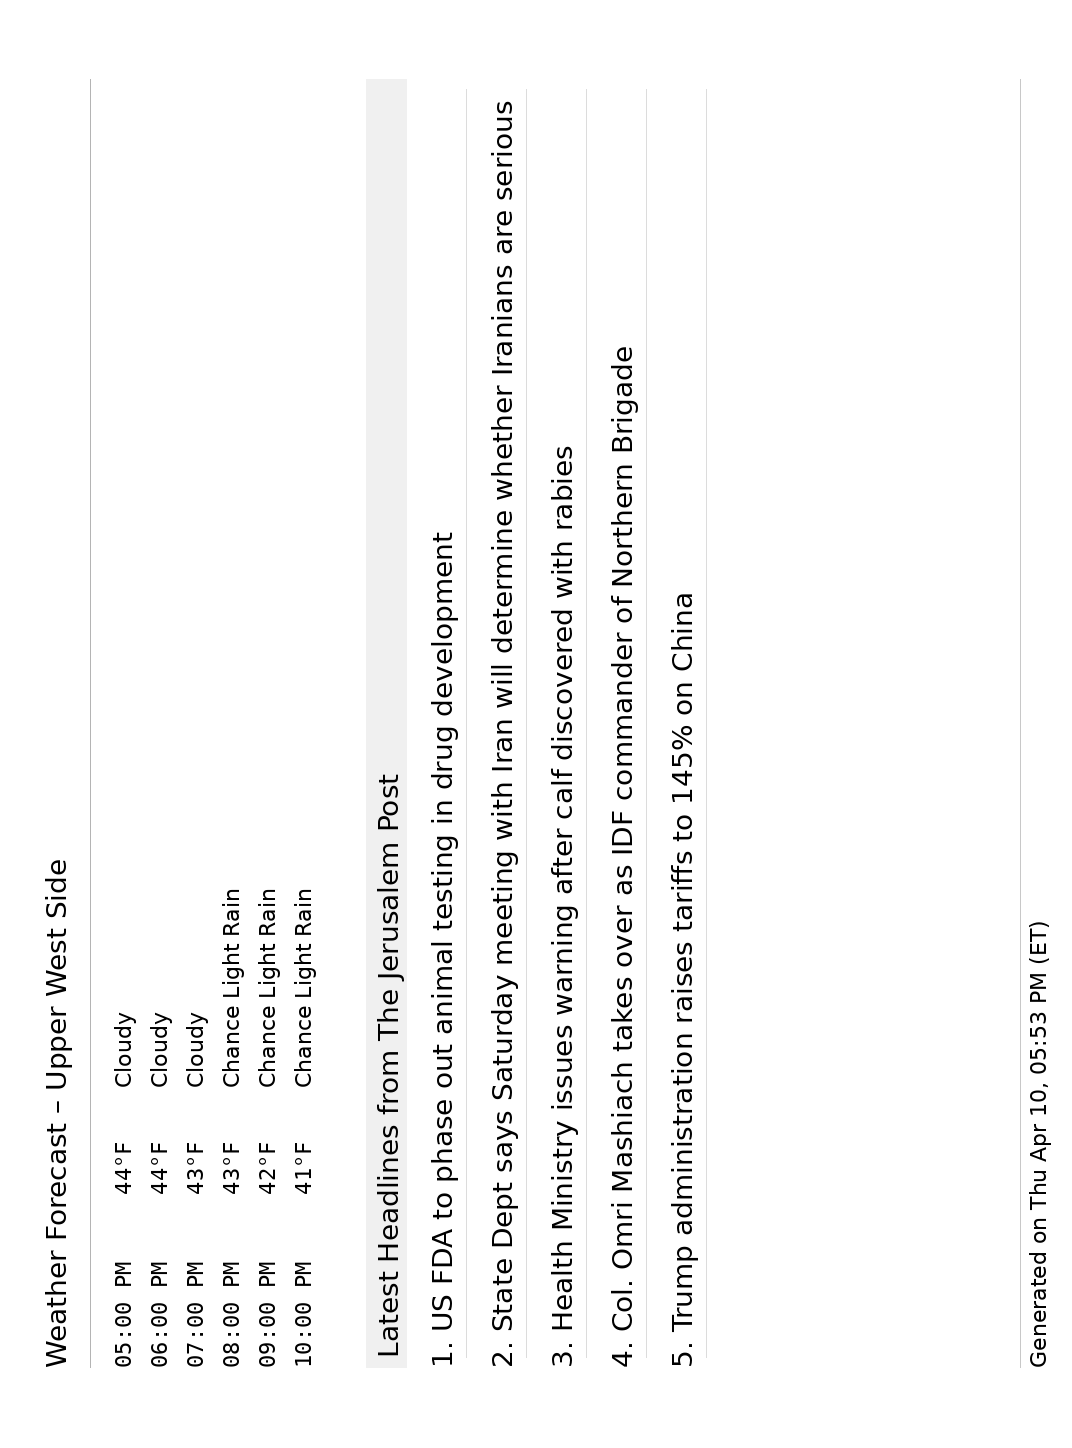 Weather Forecast – Upper West Side
05:00 PM 44°F Cloudy
06:00 PM 44°F Cloudy
07:00 PM 43°F Cloudy
08:00 PM 43°F Chance Light Rain
09:00 PM 42°F Chance Light Rain
10:00 PM 41°F Chance Light Rain
Latest Headlines from The Jerusalem Post
1. US FDA to phase out animal testing in drug development
2. State Dept says Saturday meeting with Iran will determine whether Iranians are serious
3. Health Ministry issues warning after calf discovered with rabies
4. Col. Omri Mashiach takes over as IDF commander of Northern Brigade
5. Trump administration raises tariffs to 145% on China
Generated on Thu Apr 10, 05:53 PM (ET)